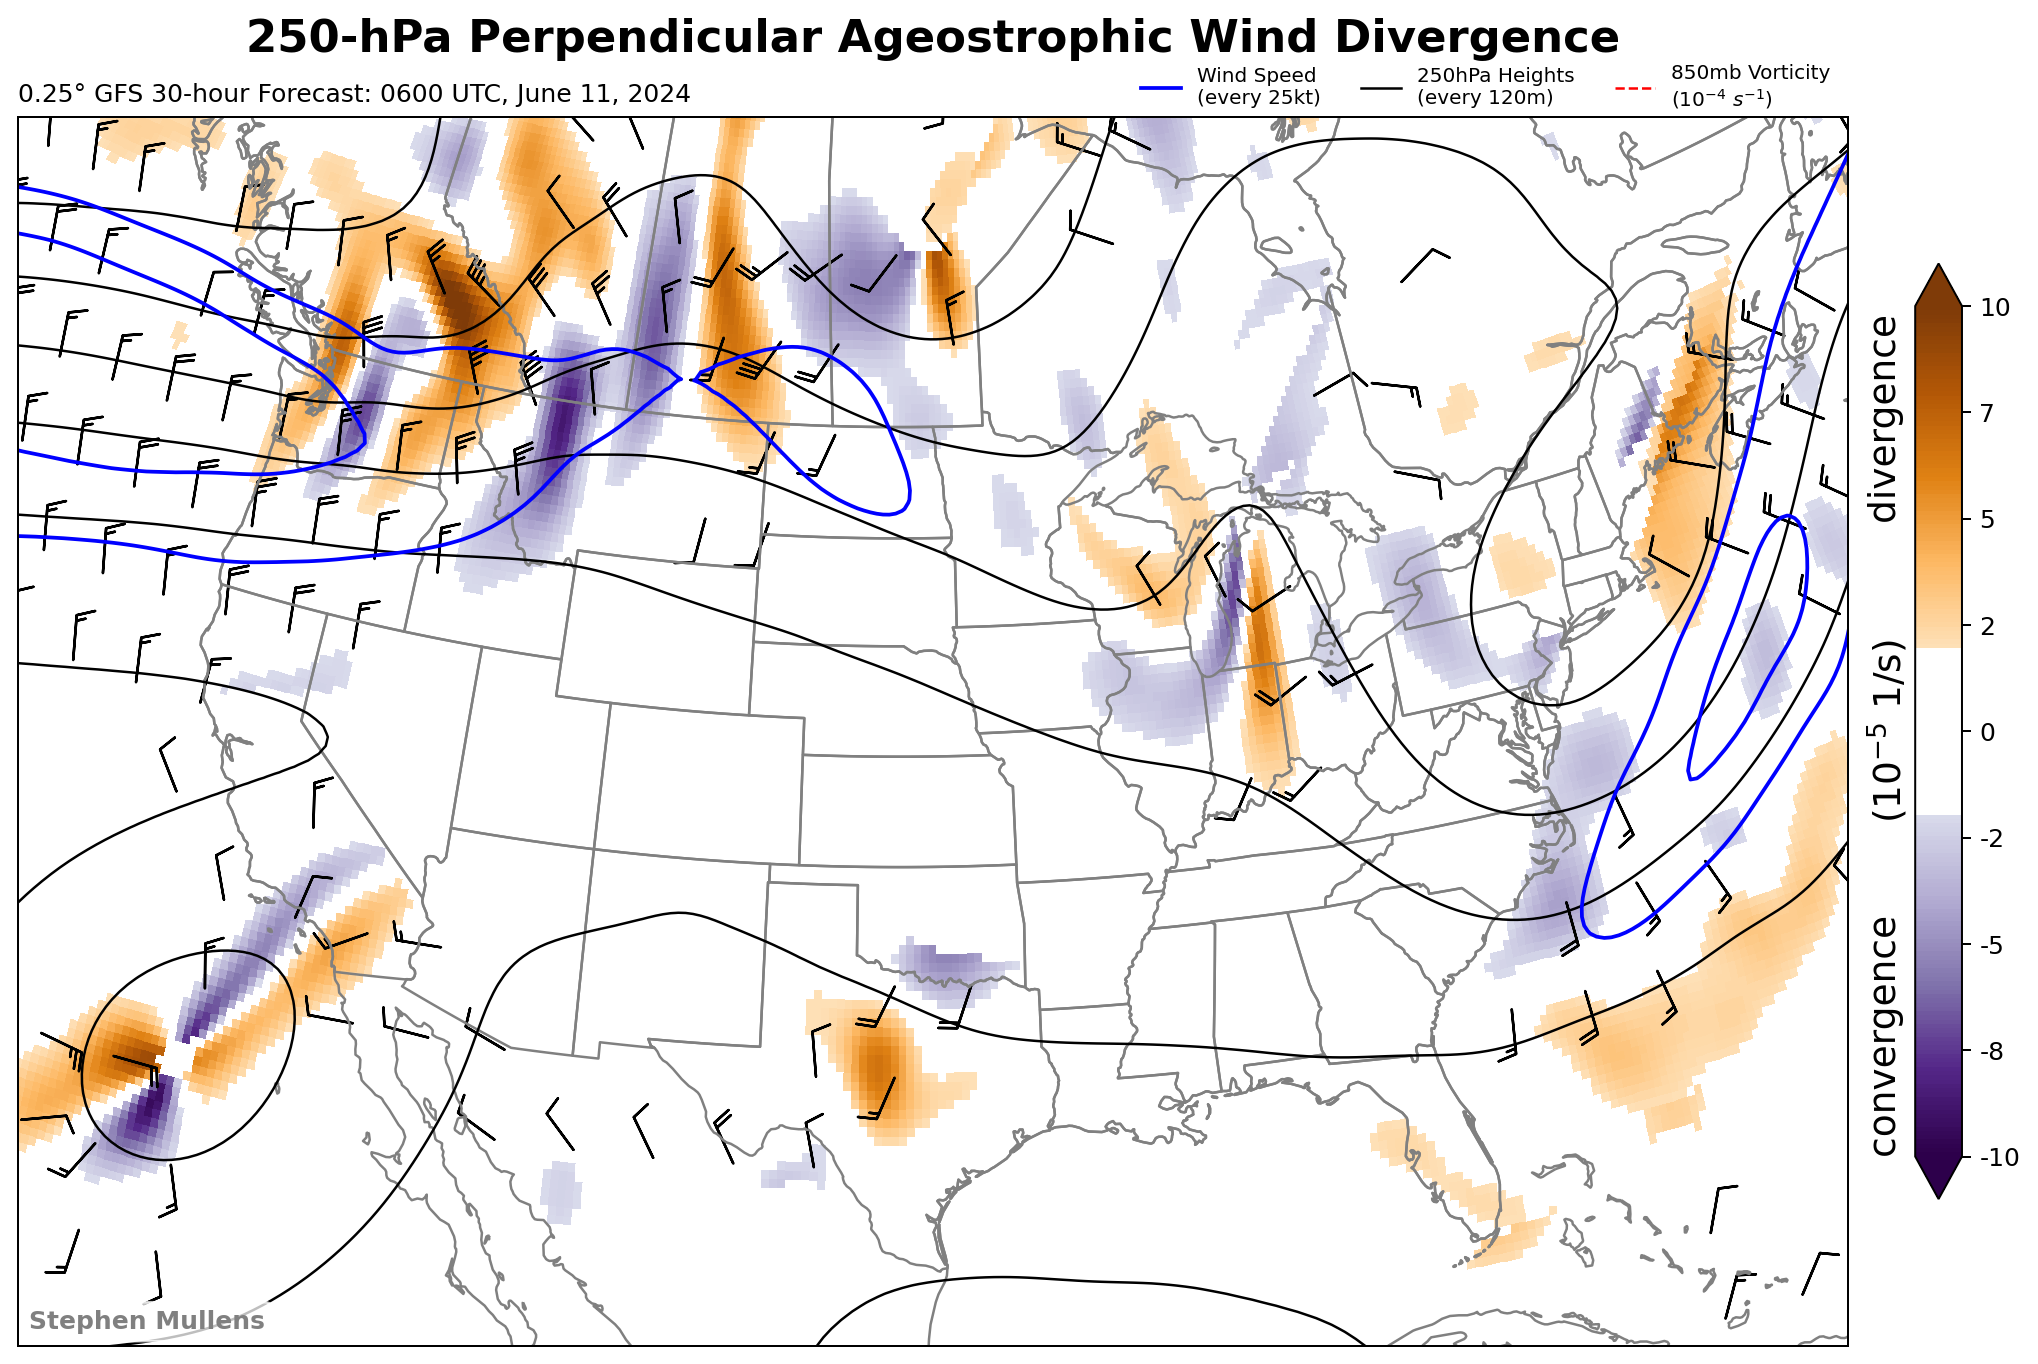 250-hPa Perpendicular Ageostrophic Wind Divergence
0.25° GFS 30-hour Forecast: 0600 UTC, June 11, 2024
Wind Speed
(every 25kt)
250hPa Heights
(every 120m)
850mb Vorticity
(10⁻⁴ s⁻¹)
10
7
5
2
0
-2
-5
-8
-10
convergence (10⁻⁵ 1/s) divergence
Stephen Mullens